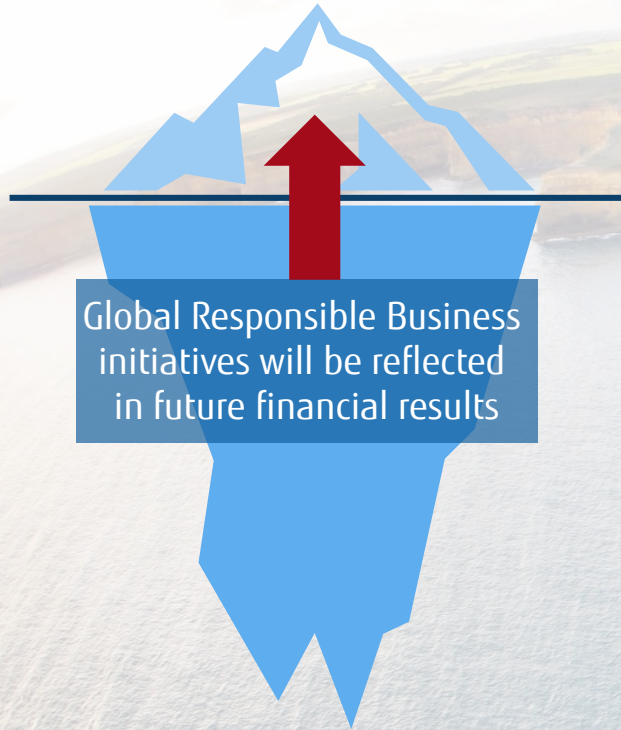 Global Responsible Business
initiatives will be reflected
in future financial results